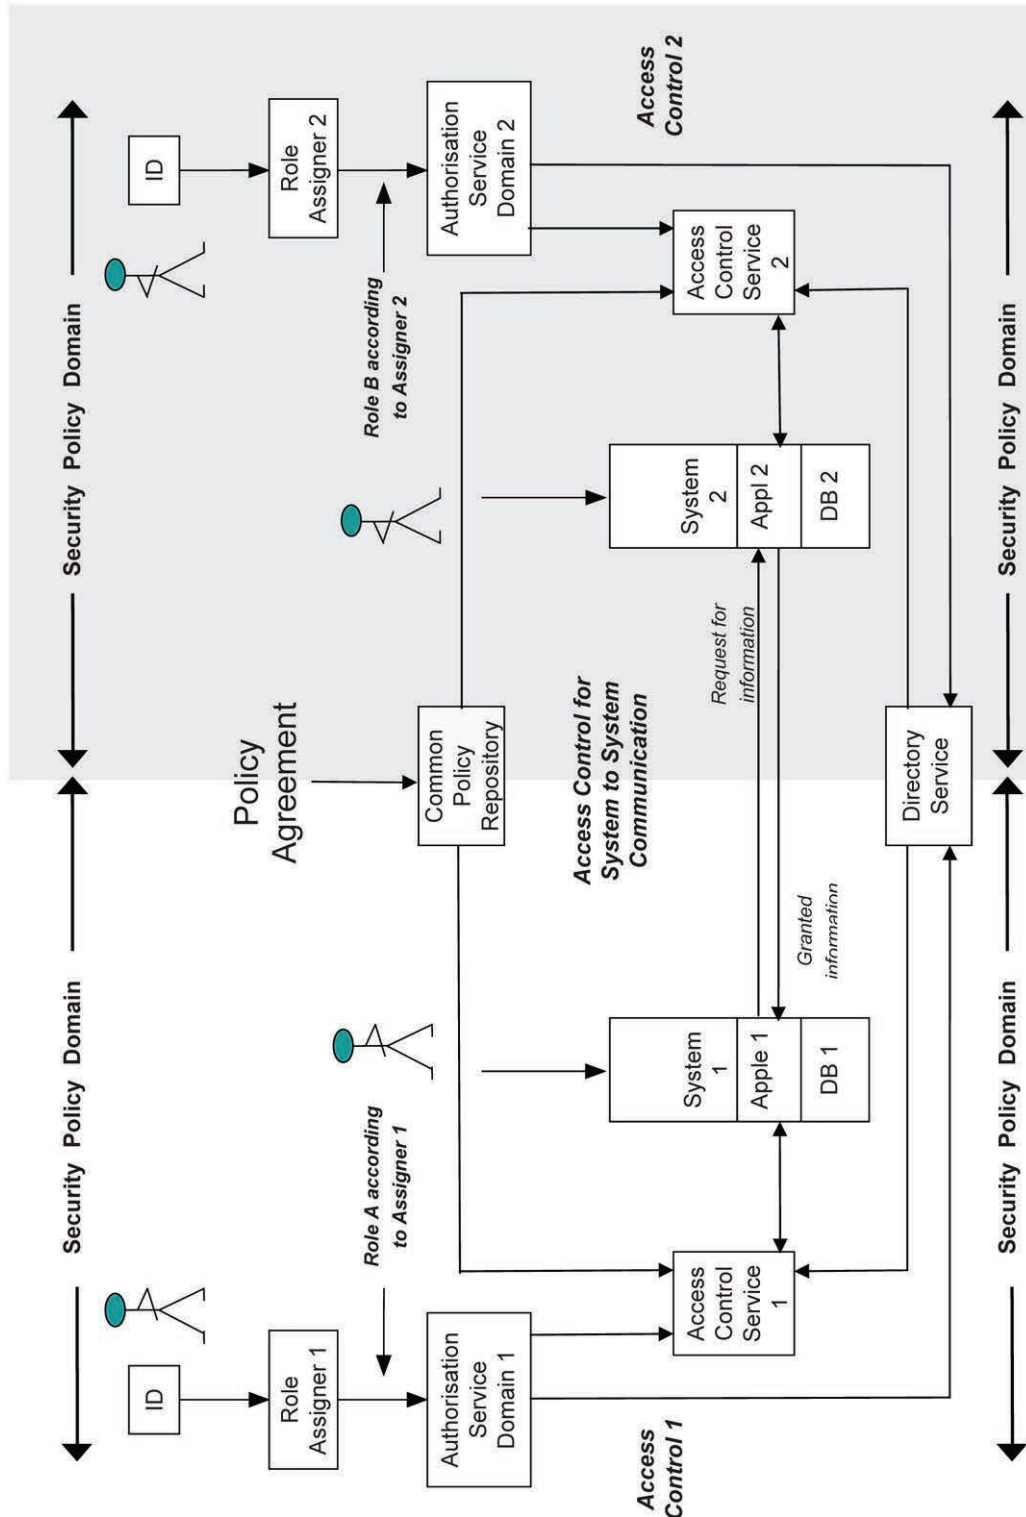 Security Policy Domain
Security Policy Domain
ID
ID
Role
Assigner 1
Policy
Agreement
Role
Assigner 2
Role A according
to Assigner 1
Role B according
to Assigner 2
Authorisation
Service
Domain 1
Common
Policy
Repository
Authorisation
Service
Domain 2
Access
Control 1
Access Control for
System to System
Communication
Access
Control 2
System
1
Apple 1
DB 1
System
2
Appl 2
DB 2
Access
Control
Service
1
Request for
information
Access
Control
Service
2
Granted
information
Directory
Service
Security Policy Domain
Security Policy Domain